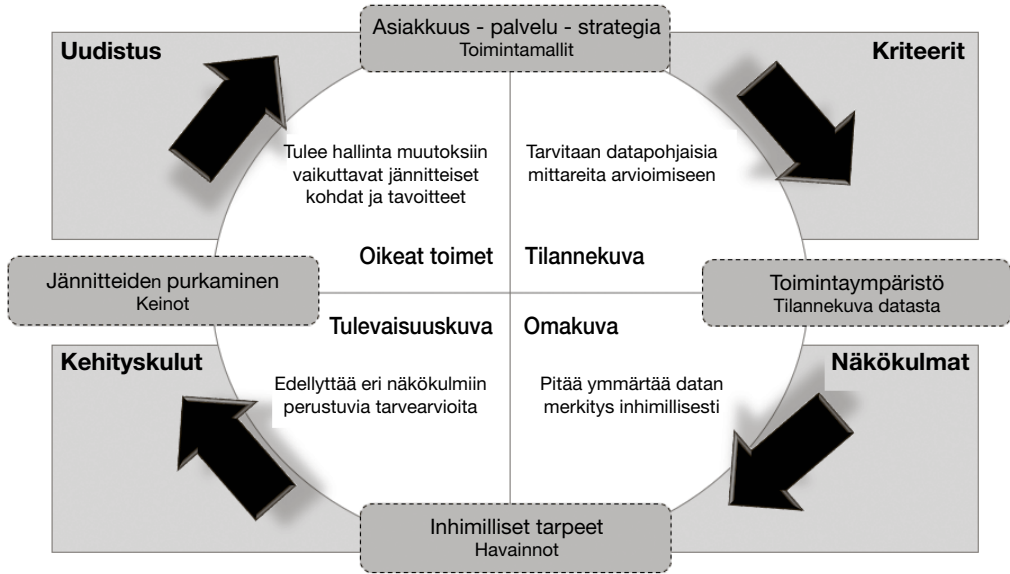 Asiakkuus - palvelu - strategia
Toimintamallit
Uudistus
Kriteerit
Tulee hallinta muutoksiin
vaikuttavat jännitteiset
kohdat ja tavoitteet
Tarvitaan datapohjaisia
mittareita arvioimiseen
Oikeat toimet
Tilannekuva
Jännitteiden purkaminen
Keinot
Toimintaympäristö
Tilannekuva datasta
Tulevaisuuskuva
Omakuva
Kehityskulut
Näkökulmat
Edellyttää eri näkökulmiin
perustuvia tarvearvioita
Pitää ymmärtää datan
merkitys inhimillisesti
Inhimilliset tarpeet
Havainnot